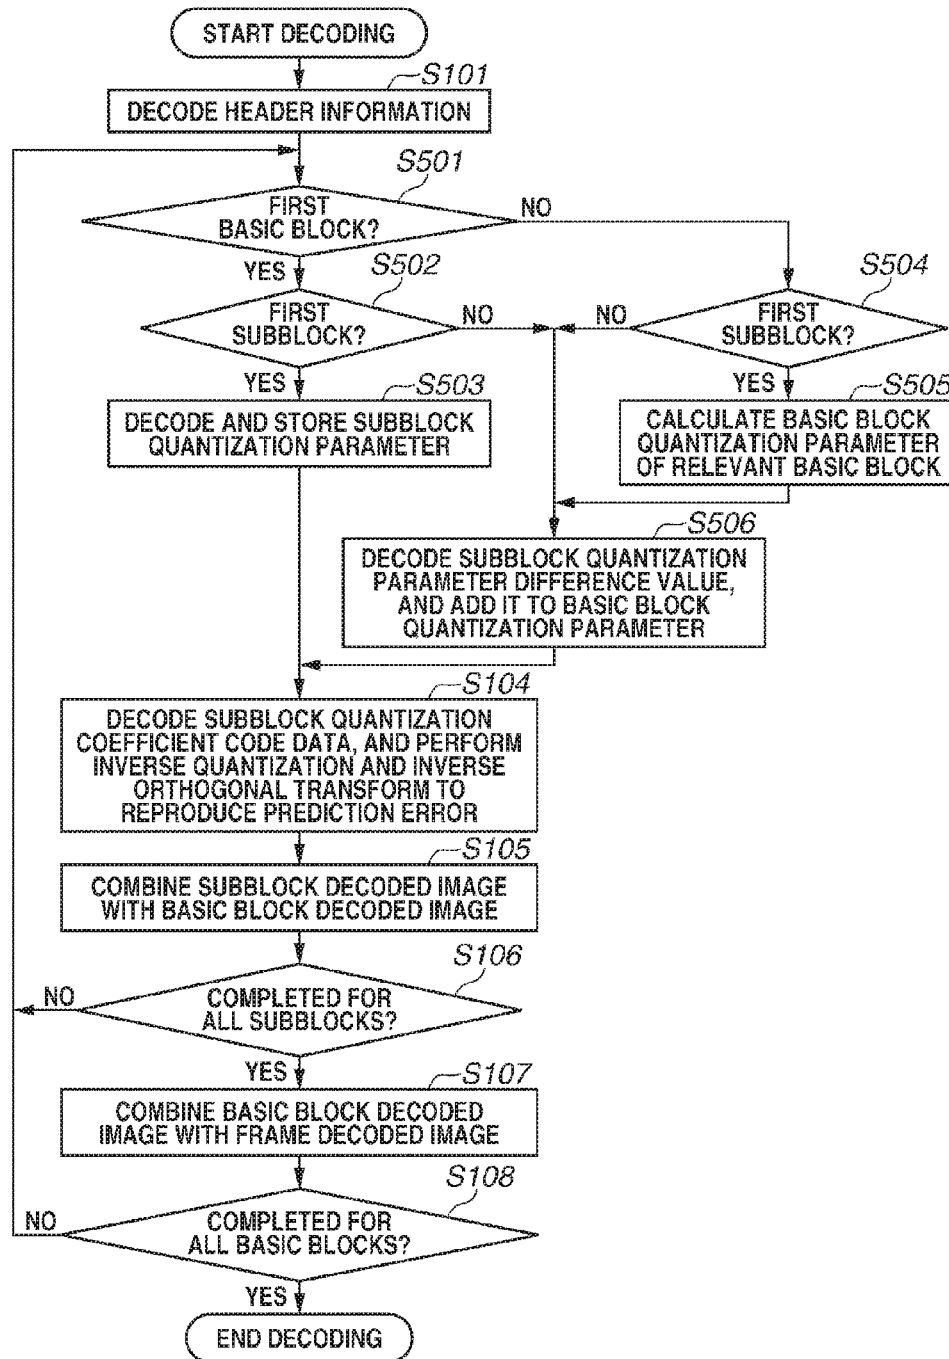 START DECODING
S101
DECODE HEADER INFORMATION
S501
FIRST
BASIC BLOCK?
NO
YES
S502
FIRST
SUBBLOCK?
NO
NO
S504
FIRST
SUBBLOCK?
YES
S503
DECODE AND STORE SUBBLOCK
QUANTIZATION PARAMETER
YES
S505
CALCULATE BASIC BLOCK
QUANTIZATION PARAMETER
OF RELEVANT BASIC BLOCK
S506
DECODE SUBBLOCK QUANTIZATION
PARAMETER DIFFERENCE VALUE,
AND ADD IT TO BASIC BLOCK
QUANTIZATION PARAMETER
S104
DECODE SUBBLOCK QUANTIZATION
COEFFICIENT CODE DATA, AND PERFORM
INVERSE QUANTIZATION AND INVERSE
ORTHOGONAL TRANSFORM TO
REPRODUCE PREDICTION ERROR
S105
COMBINE SUBBLOCK DECODED IMAGE
WITH BASIC BLOCK DECODED IMAGE
S106
COMPLETED FOR
ALL SUBBLOCKS?
NO
YES
S107
COMBINE BASIC BLOCK DECODED
IMAGE WITH FRAME DECODED IMAGE
S108
COMPLETED FOR
ALL BASIC BLOCKS?
NO
YES
END DECODING